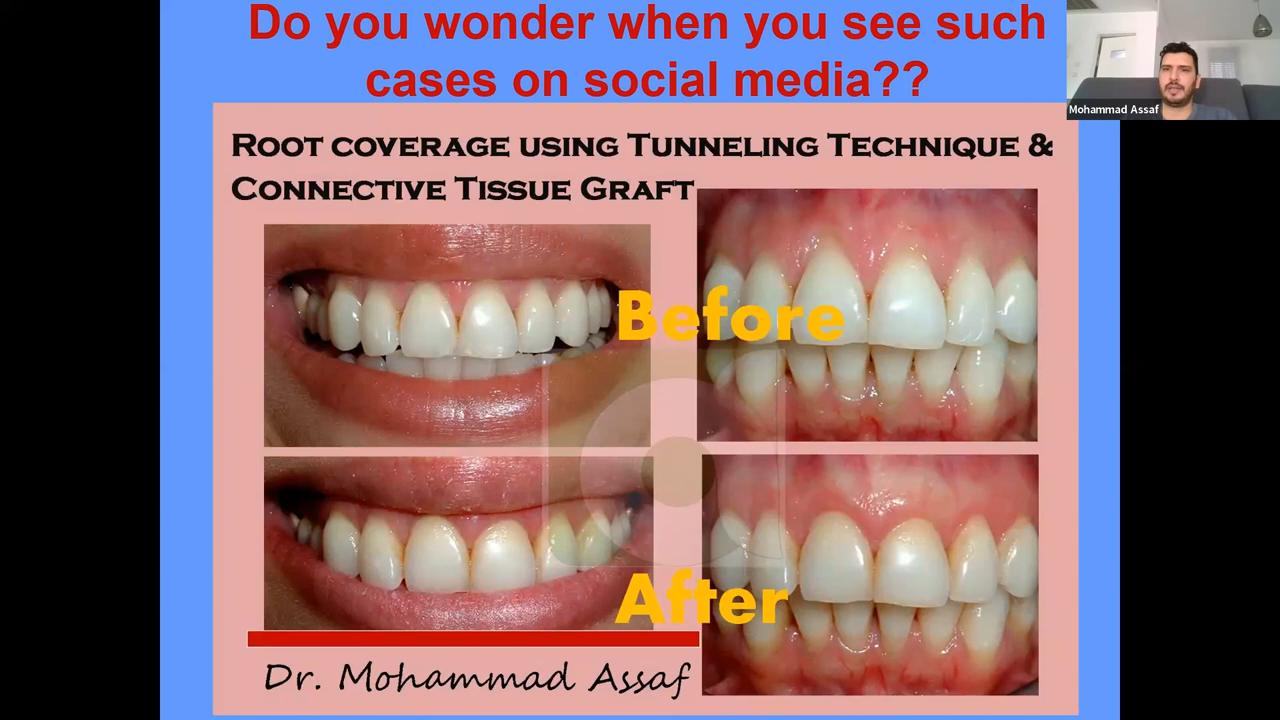 Do you wonder when you see such
cases on social media??
Mohammad Assaf
ROOT COVERAGE USING TUNNELING TECHNIQUE &
CONNECTIVE TISSUE GRAFT
Before
After
Dr. Mohammad Assaf